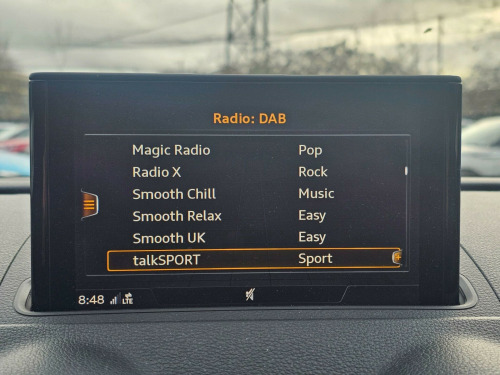 Radio: DAB
Magic Radio Pop
Radio X Rock
Smooth Chill Music
Smooth Relax Easy
Smooth UK Easy
talkSPORT Sport
8:48 LTE